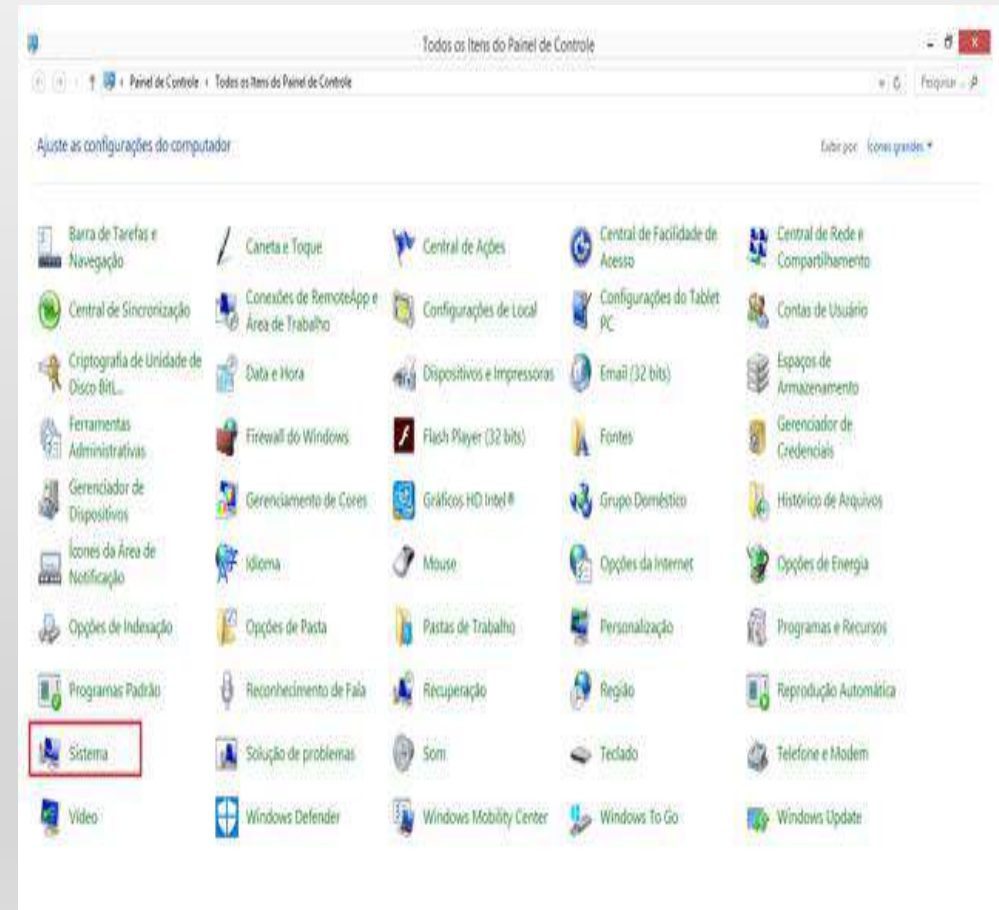 Todos os Itens do Painel de Controle
Painel de Controle
Todos os Itens do Painel de Controle
Pesquisar
Ajuste as configurações do computador
Exibir por: Ícones grandes
Barra de Tarefas e
Navegação
Caneta e Toque
Central de Ações
Central de Facilidade de
Acesso
Central de Rede e
Compartilhamento
Central de Sincronização
Conexões de RemoteApp e
Área de Trabalho
Configurações de Local
Configurações do Tablet
PC
Contas de Usuário
Criptografia de Unidade de
Disco BitL...
Data e Hora
Dispositivos e Impressoras
Email (32 bits)
Espaços de
Armazenamento
Ferramentas
Administrativas
Firewall do Windows
Flash Player (32 bits)
Fontes
Gerenciador de
Credenciais
Gerenciador de
Dispositivos
Gerenciamento de Cores
Gráficos HD Intel®
Grupo Doméstico
Histórico de Arquivos
Ícones da Área de
Notificação
Idioma
Mouse
Opções da Internet
Opções de Energia
Opções de Indexação
Opções de Pasta
Pastas de Trabalho
Personalização
Programas e Recursos
Programas Padrão
Reconhecimento de Fala
Recuperação
Região
Reprodução Automática
Sistema
Solução de problemas
Som
Teclado
Telefone e Modem
Vídeo
Windows Defender
Windows Mobility Center
Windows To Go
Windows Update